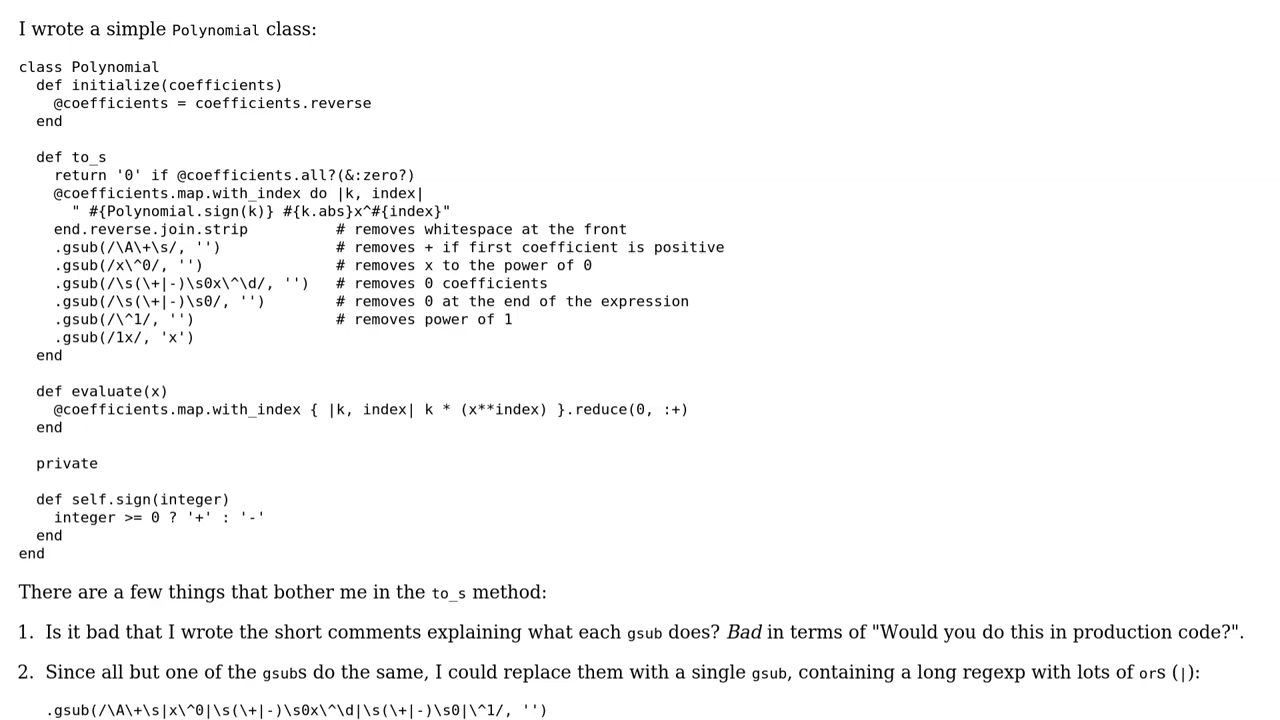 I wrote a simple Polynomial class:
class Polynomial
  def initialize(coefficients)
    @coefficients = coefficients.reverse
  end

  def to_s
    return '0' if @coefficients.all?(&:zero?)
    @coefficients.map.with_index do |k, index|
      " #{Polynomial.sign(k)} #{k.abs}x^#{index}"
    end.reverse.join.strip          # removes whitespace at the front
    .gsub(/\A\+\s/, '')             # removes + if first coefficient is positive
    .gsub(/x\^0/, '')               # removes x to the power of 0
    .gsub(/\s(\+|-)\s0x\^\d/, '')   # removes 0 coefficients
    .gsub(/\s(\+|-)\s0/, '')        # removes 0 at the end of the expression
    .gsub(/\^1/, '')                # removes power of 1
    .gsub(/1x/, 'x')
  end

  def evaluate(x)
    @coefficients.map.with_index { |k, index| k * (x**index) }.reduce(0, :+)
  end

  private

  def self.sign(integer)
    integer >= 0 ? '+' : '-'
  end
end
There are a few things that bother me in the to_s method:
1. Is it bad that I wrote the short comments explaining what each gsub does? Bad in terms of "Would you do this in production code?".
2. Since all but one of the gsubs do the same, I could replace them with a single gsub, containing a long regexp with lots of ors (|):
.gsub(/\A\+\s|x\^0|\s(\+|-)\s0x\^\d|\s(\+|-)\s0|\^1/, '')